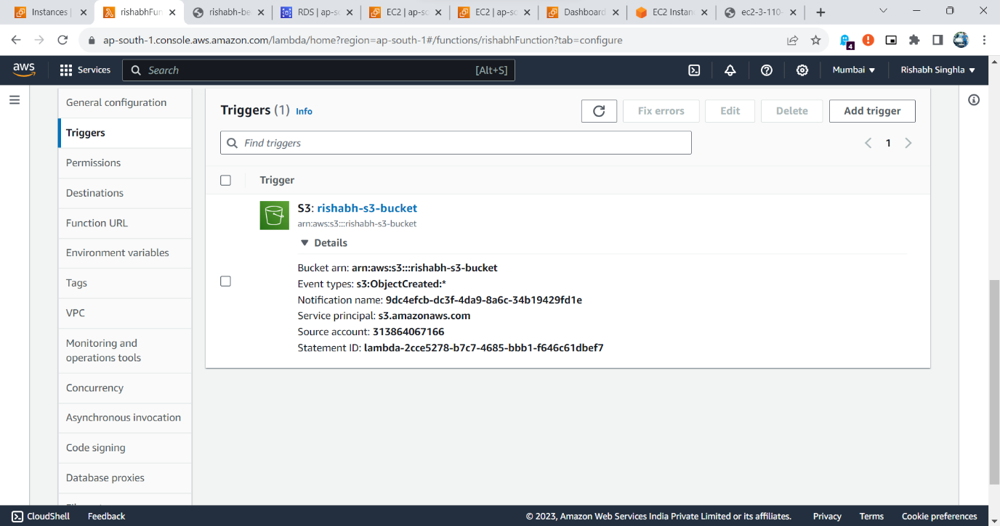 Instances |
rishabhFun
rishabh-be
RDS | ap-so
EC2 | ap-so
EC2 | ap-so
Dashboard
EC2 Instan
ec2-3-110-
ap-south-1.console.aws.amazon.com/lambda/home?region=ap-south-1#/functions/rishabhFunction?tab=configure
4
aws
Services
Search
[Alt+S]
Mumbai
Rishabh Singhla
General configuration
Triggers
Permissions
Destinations
Function URL
Environment variables
Tags
VPC
Monitoring and
operations tools
Concurrency
Asynchronous invocation
Code signing
Database proxies
Triggers (1) Info
Fix errors
Edit
Delete
Add trigger
Find triggers
1
Trigger
S3: rishabh-s3-bucket
arn:aws:s3:::rishabh-s3-bucket
Details
Bucket arn: arn:aws:s3:::rishabh-s3-bucket
Event types: s3:ObjectCreated:*
Notification name: 9dc4efcb-dc3f-4da9-8a6c-34b19429fd1e
Service principal: s3.amazonaws.com
Source account: 313864067166
Statement ID: lambda-2cce5278-b7c7-4685-bbb1-f646c61dbef7
CloudShell
Feedback
© 2023, Amazon Web Services India Private Limited or its affiliates.
Privacy
Terms
Cookie preferences